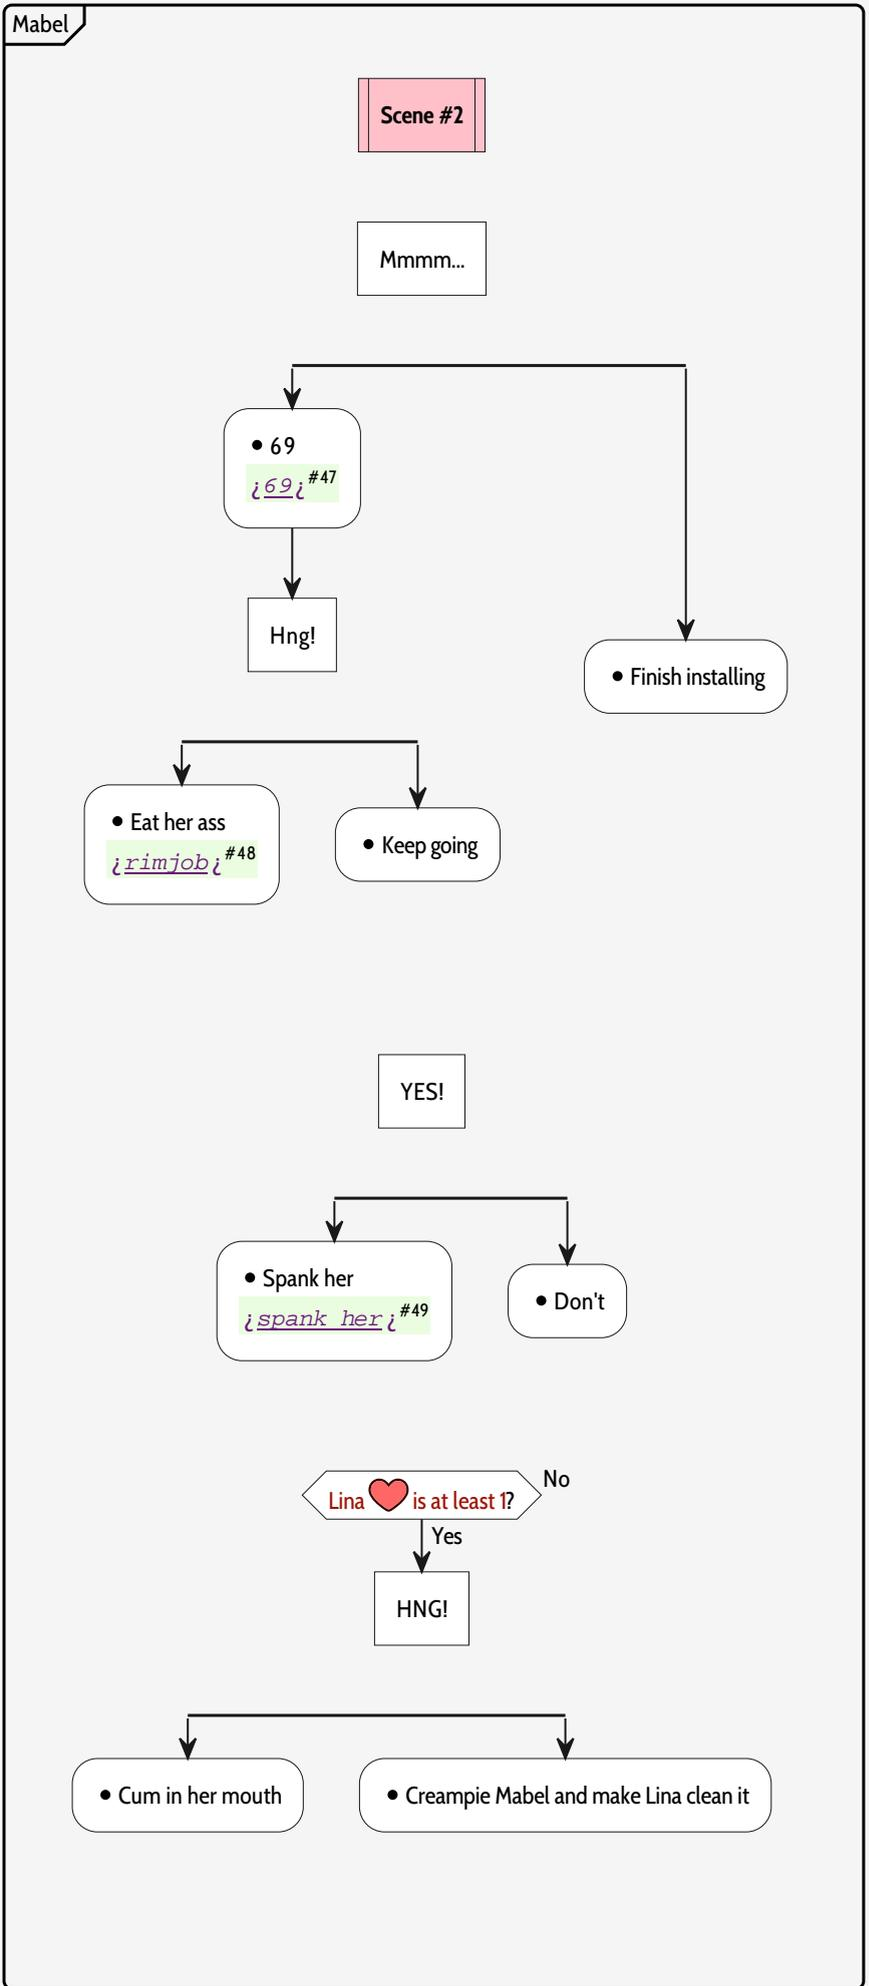 Mabel
Scene #2
Mmmm...
• 69
¿69¿#47
Hng!
• Finish installing
• Eat her ass
¿rimjob¿#48
• Keep going
YES!
• Spank her
¿spank her¿#49
• Don't
Lina ❤ is at least 1?
No
Yes
HNG!
• Cum in her mouth
• Creampie Mabel and make Lina clean it